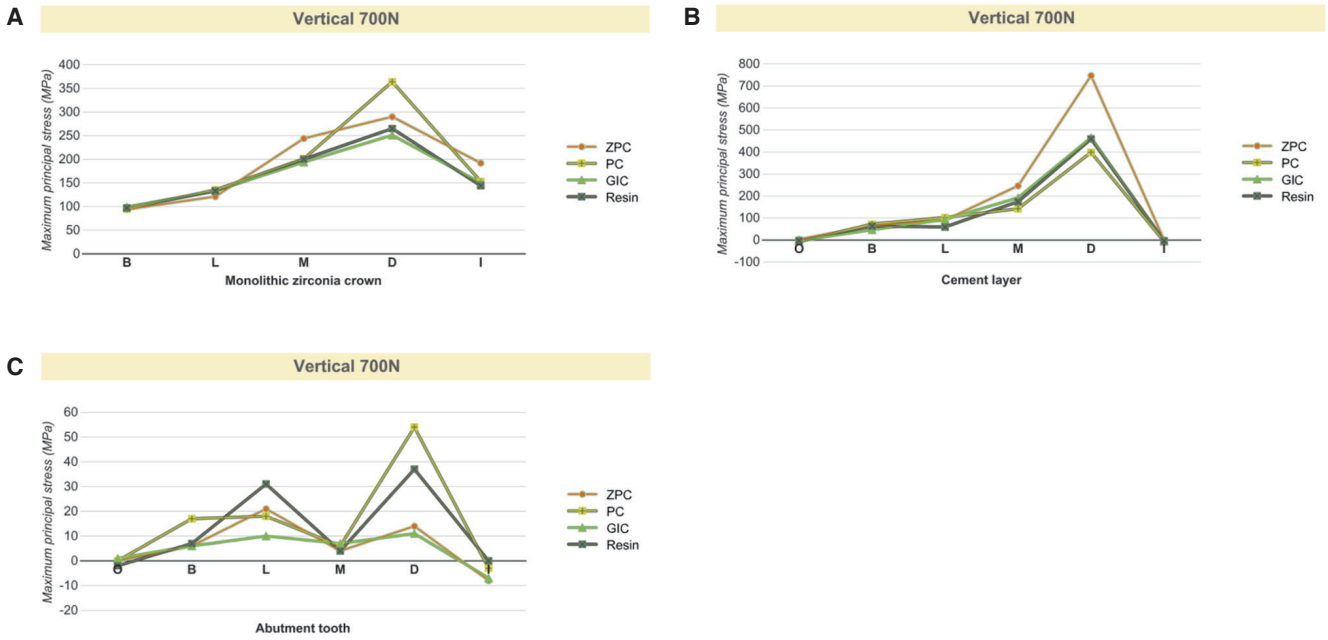 A
Vertical 700N
Maximum principal stress (MPa)
400
350
300
250
200
150
100
50
0
B L M D I
Monolithic zirconia crown
ZPC
PC
GIC
Resin
B
Vertical 700N
Maximum principal stress (MPa)
800
700
600
500
400
300
200
100
0
-100
O B L M D I
Cement layer
ZPC
PC
GIC
Resin
C
Vertical 700N
Maximum principal stress (MPa)
60
50
40
30
20
10
0
-10
-20
O B L M D I
Abutment tooth
ZPC
PC
GIC
Resin